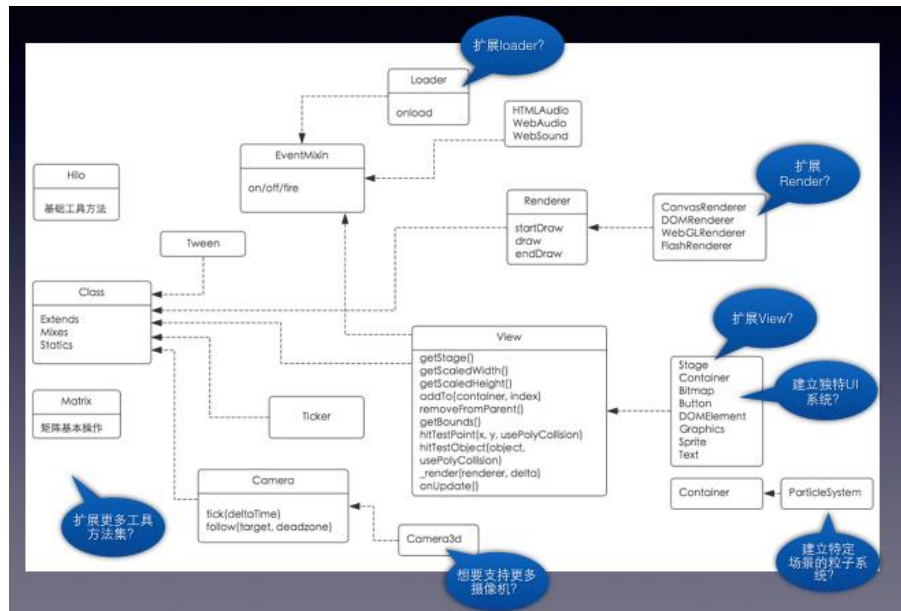 扩展loader?
Loader
onload
HTMLAudio
WebAudio
WebSound
EventMixin
on/off/fire
扩展
Render?
Hilo
基础工具方法
Renderer
startDraw
draw
endDraw
CanvasRenderer
DOMRenderer
WebGLRenderer
FlashRenderer
Tween
Class
Extends
Mixes
Statics
扩展View?
View
getStage()
getScaledWidth()
getScaledHeight()
addTo(container, index)
removeFromParent()
getBounds()
hitTestPoint(x, y, usePolyCollision)
hitTestObject(object,
usePolyCollision)
_render(renderer, delta)
onUpdate()
Stage
Container
Bitmap
Button
DOMElement
Graphics
Sprite
Text
建立独特UI
系统?
Matrix
矩阵基本操作
Ticker
Camera
tick(deltaTime)
follow(target, deadzone)
Container
ParticleSystem
扩展更多工具
方法集?
Camera3d
想要支持更多
摄像机?
建立特定
场景的粒子系
统?